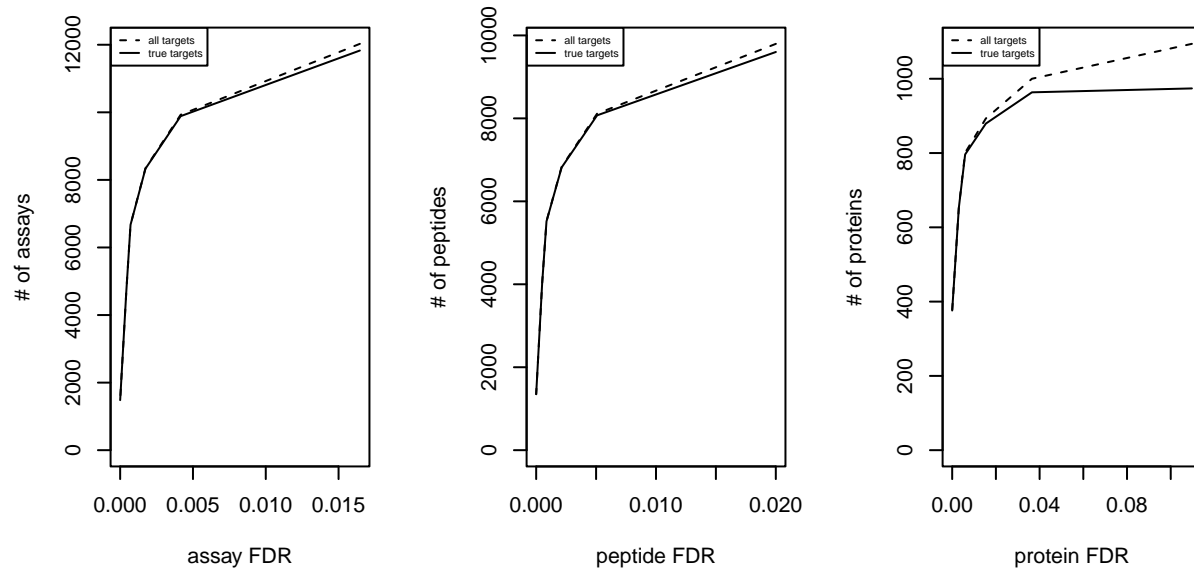 all targets
true targets
# of assays
0
2000
4000
6000
8000
12000
0.000
0.005
0.010
0.015
assay FDR
all targets
true targets
# of peptides
0
2000
4000
6000
8000
10000
0.000
0.010
0.020
peptide FDR
all targets
true targets
# of proteins
0
200
400
600
800
1000
0.00
0.04
0.08
protein FDR